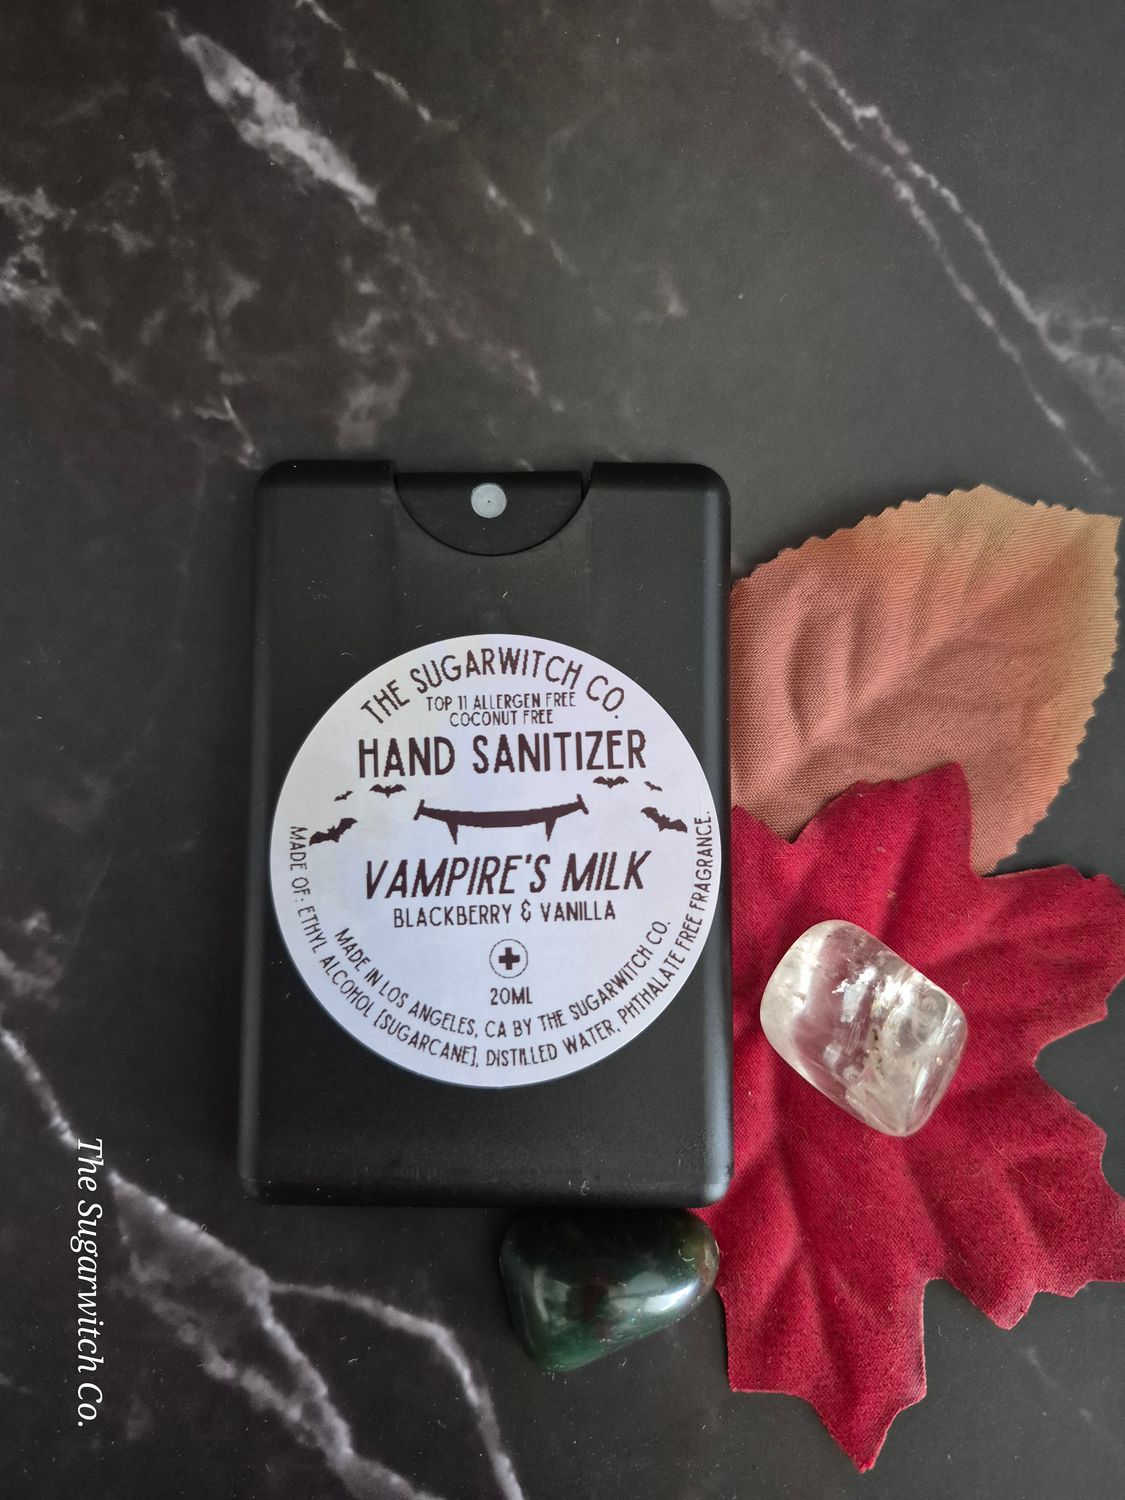 THE SUGARWITCH CO.
TOP 11 ALLERGEN FREE
COCONUT FREE
HAND SANITIZER
VAMPIRE'S MILK
BLACKBERRY & VANILLA
20ML
MADE IN LOS ANGELES, CA BY THE SUGARWITCH CO.
MADE OF: ETHYL ALCOHOL [SUGARCANE], DISTILLED WATER, PHTHALATE FREE FRAGRANCE.
The Sugarwitch Co.